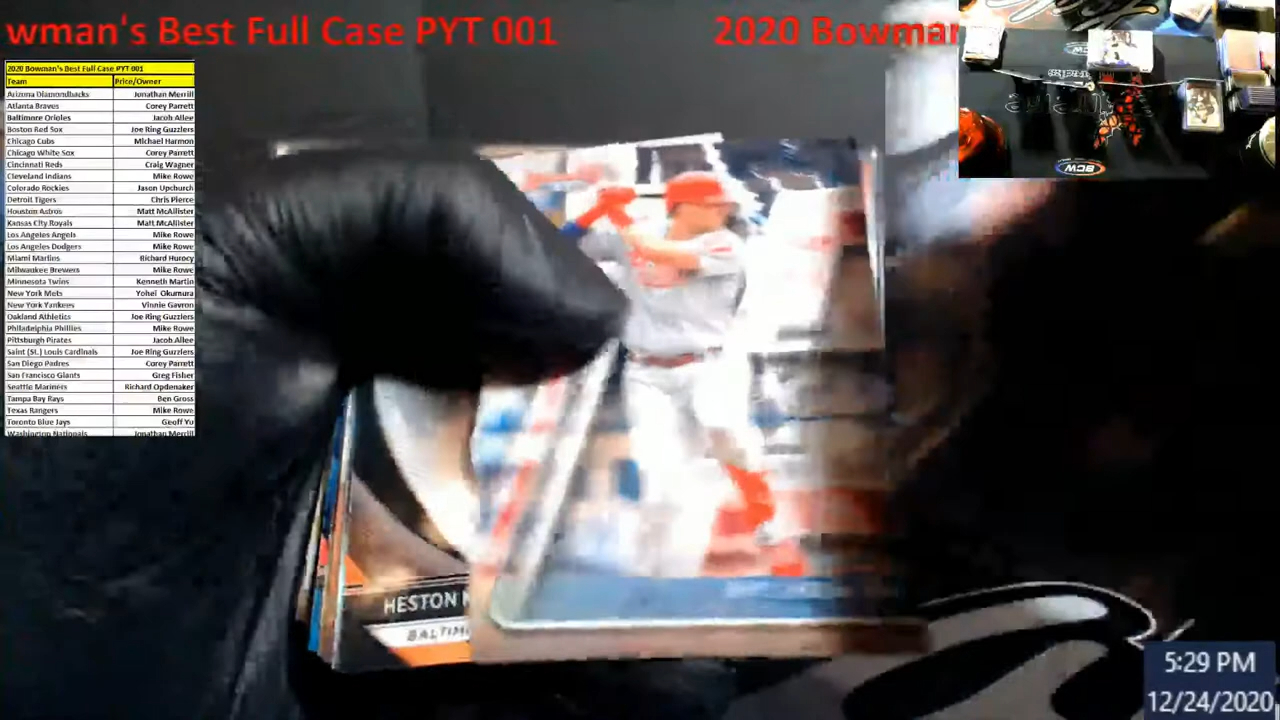 wman's Best Full Case PYT 001 2020 Bowman
2020 Bowman's Best Full Case PYT 001
Team Price/Owner
Arizona Diamondbacks Jonathan Merrill
Atlanta Braves Corey Parrett
Baltimore Orioles Jacob Allee
Boston Red Sox Joe Ring Guzzlers
Chicago Cubs Michael Harmon
Chicago White Sox Corey Parrett
Cincinnati Reds Craig Wagner
Cleveland Indians Mike Rowe
Colorado Rockies Jason Upchurch
Detroit Tigers Chris Pierce
Houston Astros Matt McAllister
Kansas City Royals Matt McAllister
Los Angeles Angels Mike Rowe
Los Angeles Dodgers Mike Rowe
Miami Marlins Richard Hurocy
Milwaukee Brewers Mike Rowe
Minnesota Twins Kenneth Martin
New York Mets Yohei Okumura
New York Yankees Vinnie Gavron
Oakland Athletics Joe Ring Guzzlers
Philadelphia Phillies Mike Rowe
Pittsburgh Pirates Jacob Allee
Saint (St.) Louis Cardinals Joe Ring Guzzlers
San Diego Padres Corey Parrett
San Francisco Giants Greg Fisher
Seattle Mariners Richard Opdenaker
Tampa Bay Rays Ben Gross
Texas Rangers Mike Rowe
Toronto Blue Jays Geoff Yu
Washington Nationals Jonathan Merrill
HESTON
BALTIM
BCW
5:29 PM
12/24/2020